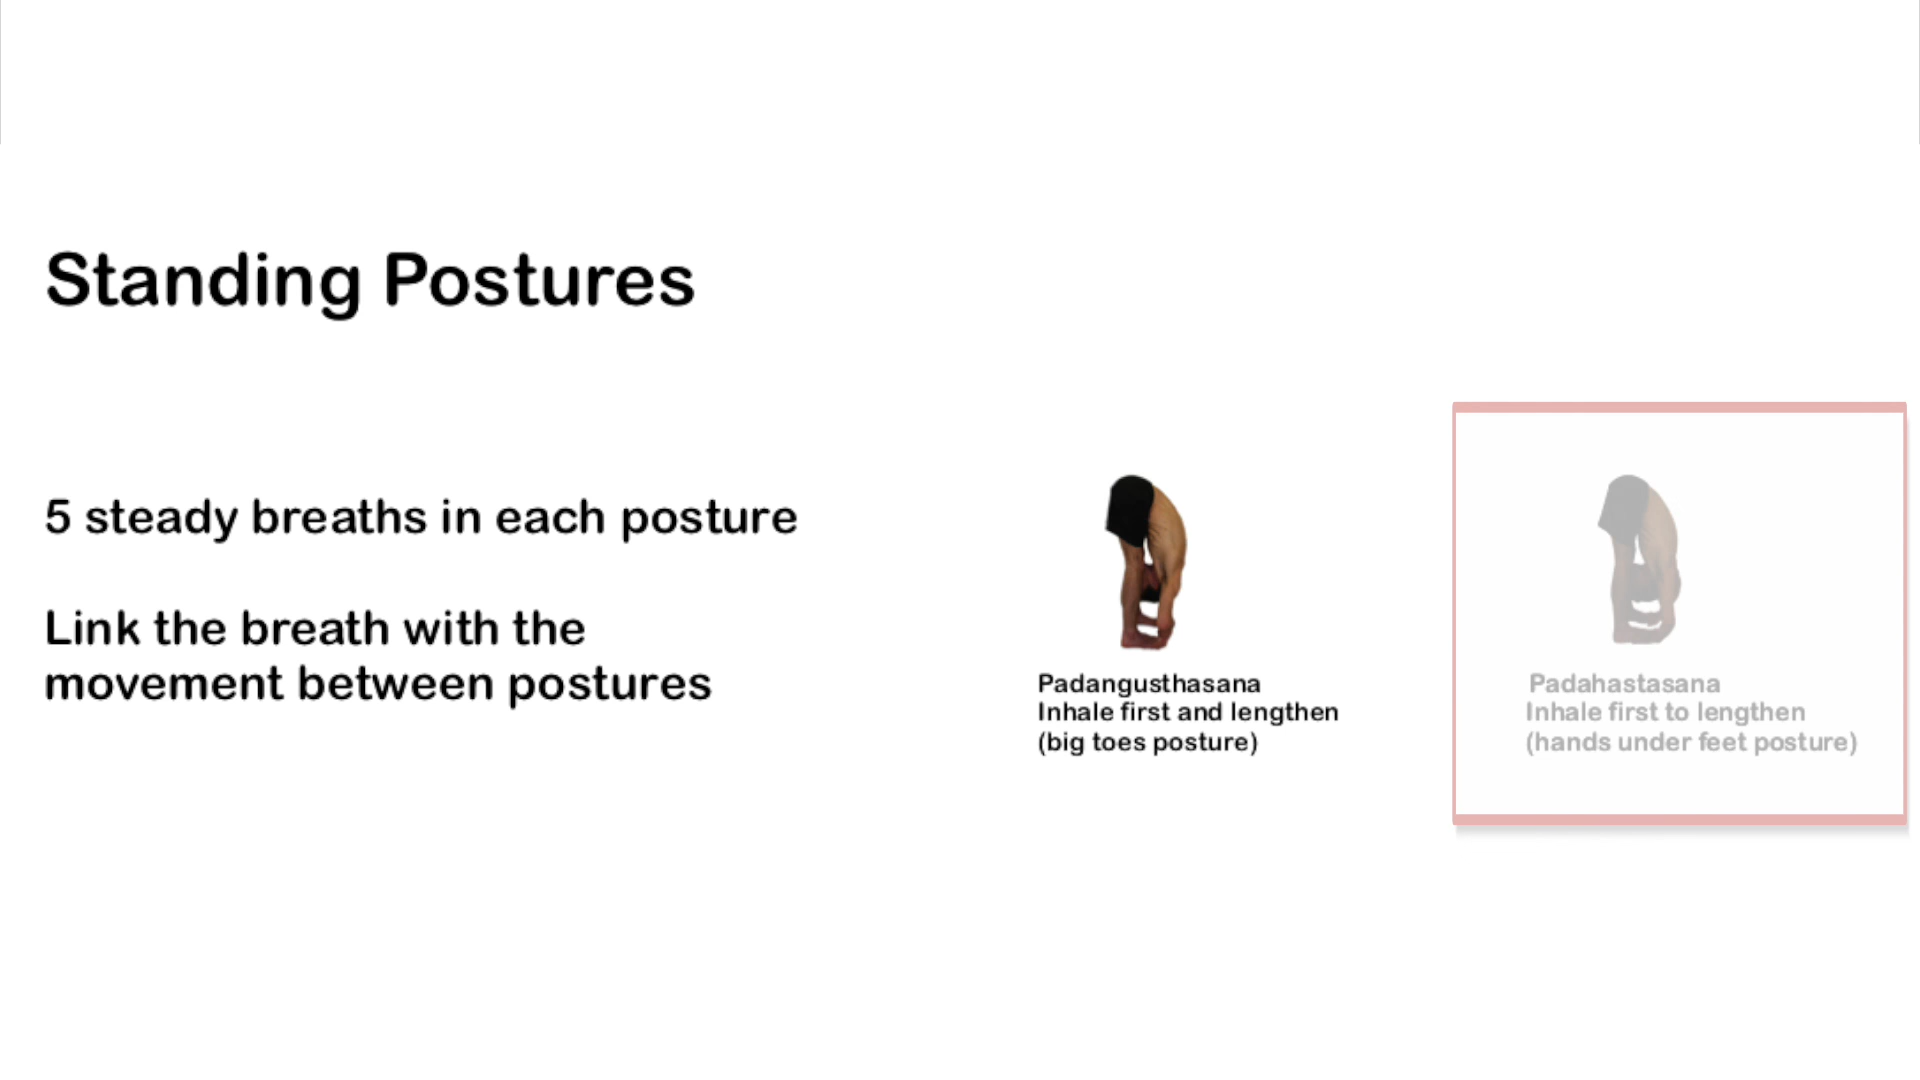 Standing Postures
5 steady breaths in each posture
Link the breath with the
movement between postures
Padangusthasana
Inhale first and lengthen
(big toes posture)
Padahastasana
Inhale first to lengthen
(hands under feet posture)